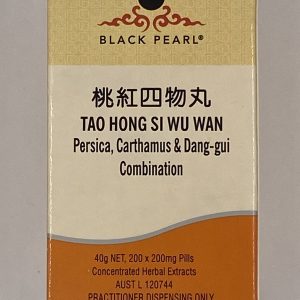 BLACK PEARL®
桃紅四物丸
TAO HONG SI WU WAN
Persica, Carthamus & Dang-gui
Combination
40g NET, 200 x 200mg Pills
Concentrated Herbal Extracts
AUST L 120744
PRACTITIONER DISPENSING ONLY